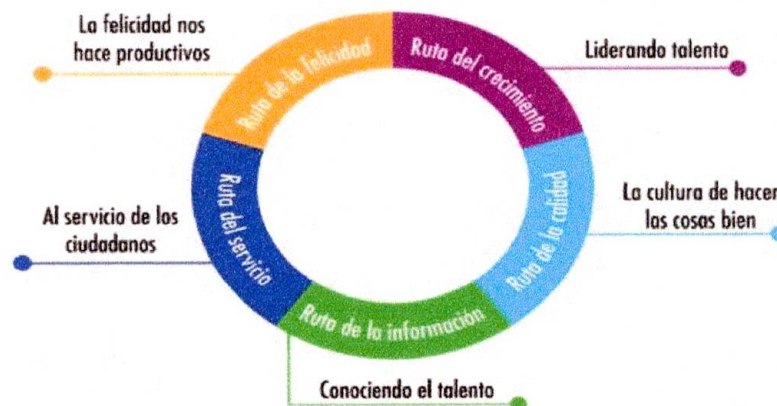 La felicidad nos
hace productivos
Ruta de la felicidad
Ruta del crecimiento
Liderando talento
Al servicio de los
ciudadanos
Ruta del servicio
Ruta de la calidad
La cultura de hacer
las cosas bien
Ruta de la información
Conociendo el talento